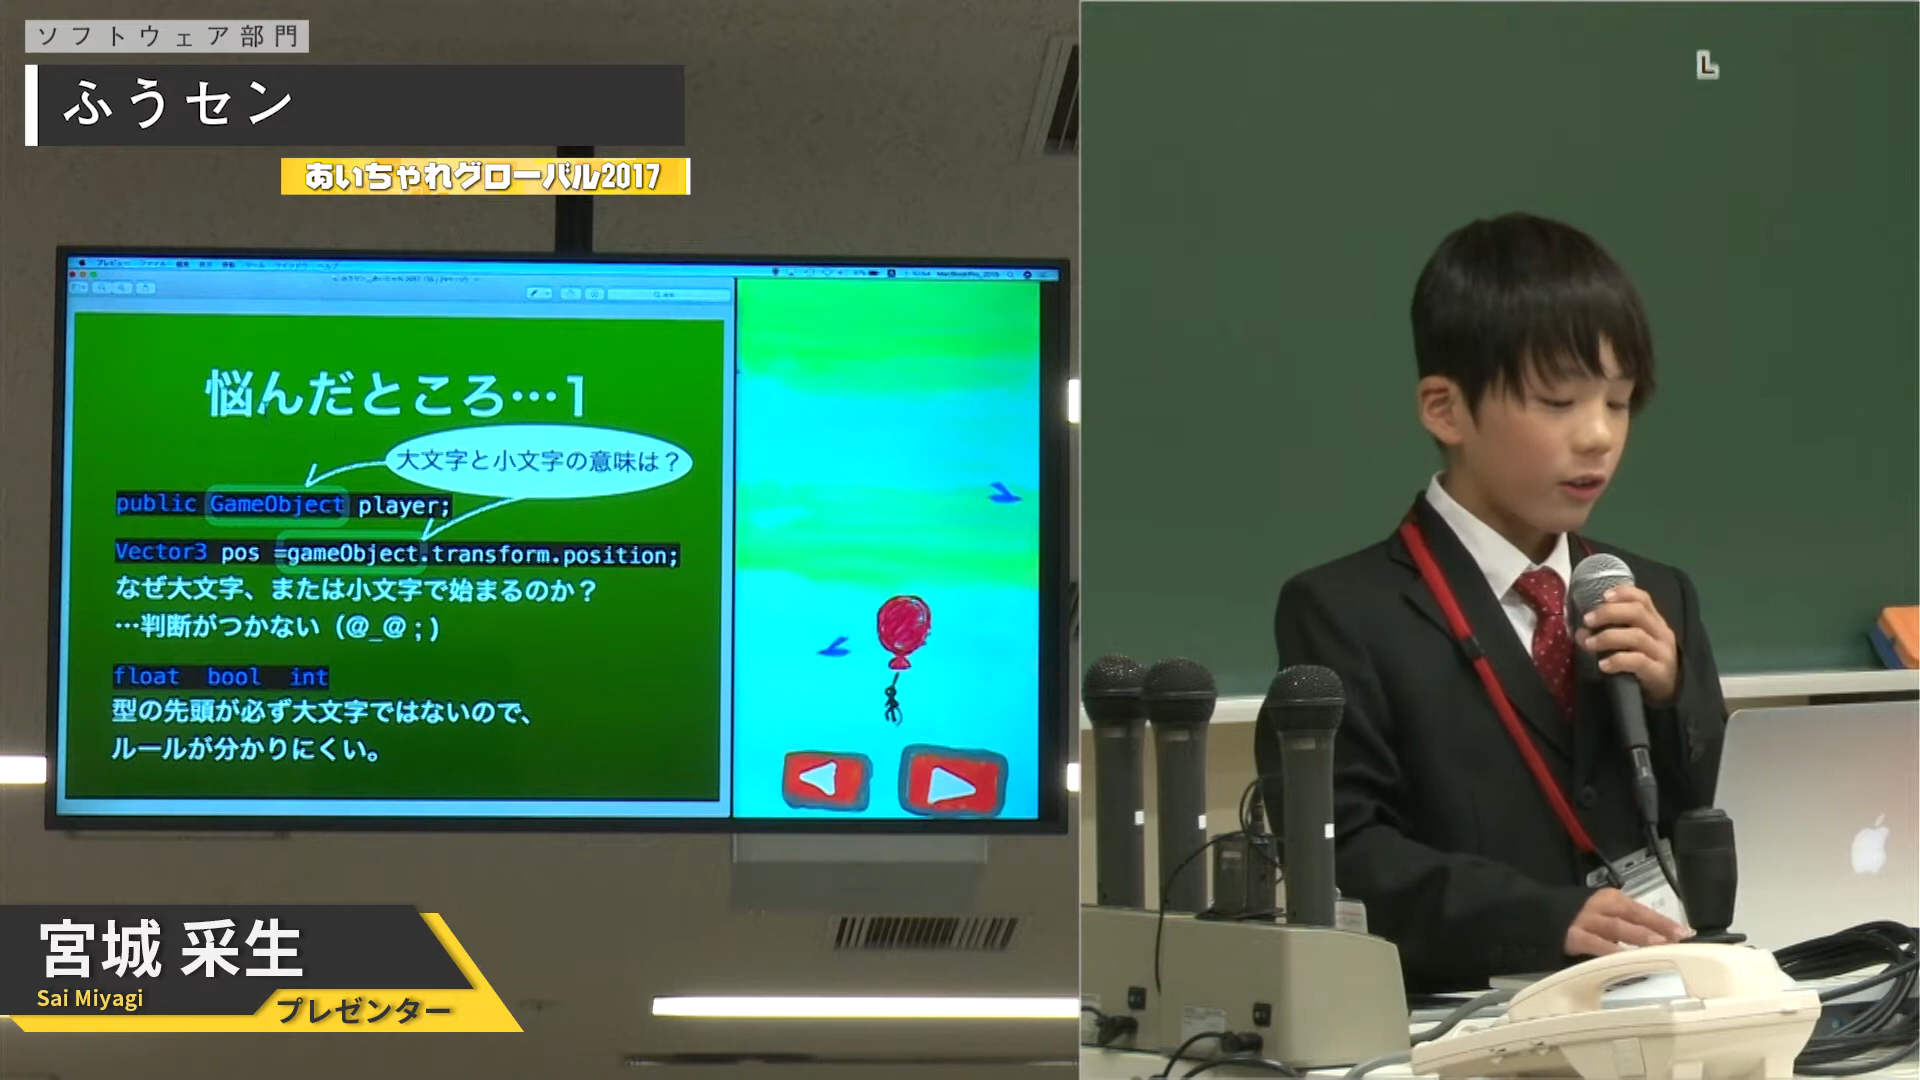 ソフトウェア部門
ふうセン
あいちゃれグローバル2017
悩んだところ…1
大文字と小文字の意味は？
public GameObject player;
Vector3 pos =gameObject.transform.position;
なぜ大文字、または小文字で始まるのか？
…判断がつかない（@_@；）
float bool int
型の先頭が必ず大文字ではないので、
ルールが分かりにくい。
L
宮城 采生
Sai Miyagi
プレゼンター